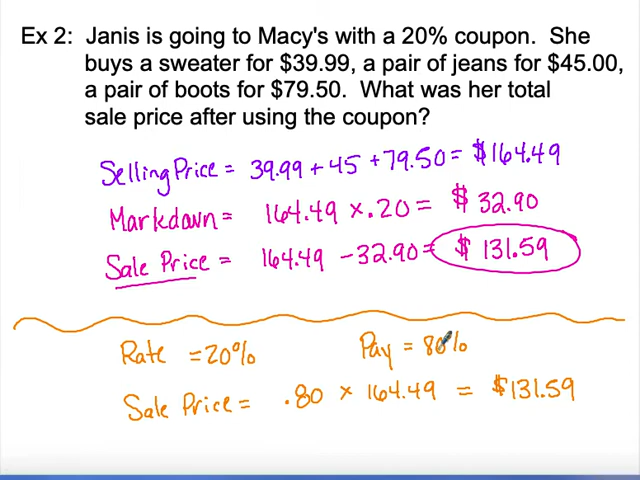 Ex 2: Janis is going to Macy's with a 20% coupon. She
buys a sweater for $39.99, a pair of jeans for $45.00,
a pair of boots for $79.50. What was her total
sale price after using the coupon?
Selling Price = 39.99 + 45 + 79.50 = $164.49
Markdown = 164.49 x .20 = $32.90
Sale Price = 164.49 - 32.90 = $131.59
Rate = 20% Pay = 80%
Sale Price = .80 x 164.49 = $131.59